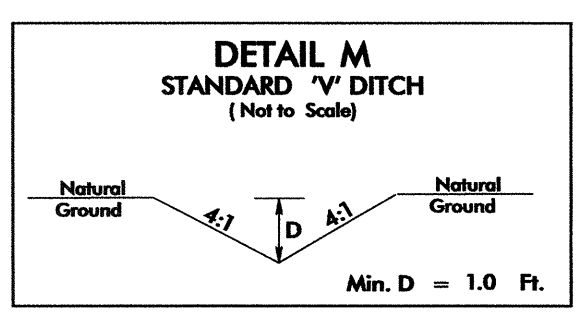 DETAIL M
STANDARD 'V' DITCH
( Not to Scale)
Natural
Ground
4:1
D
4:1
Natural
Ground
Min. D = 1.0 Ft.